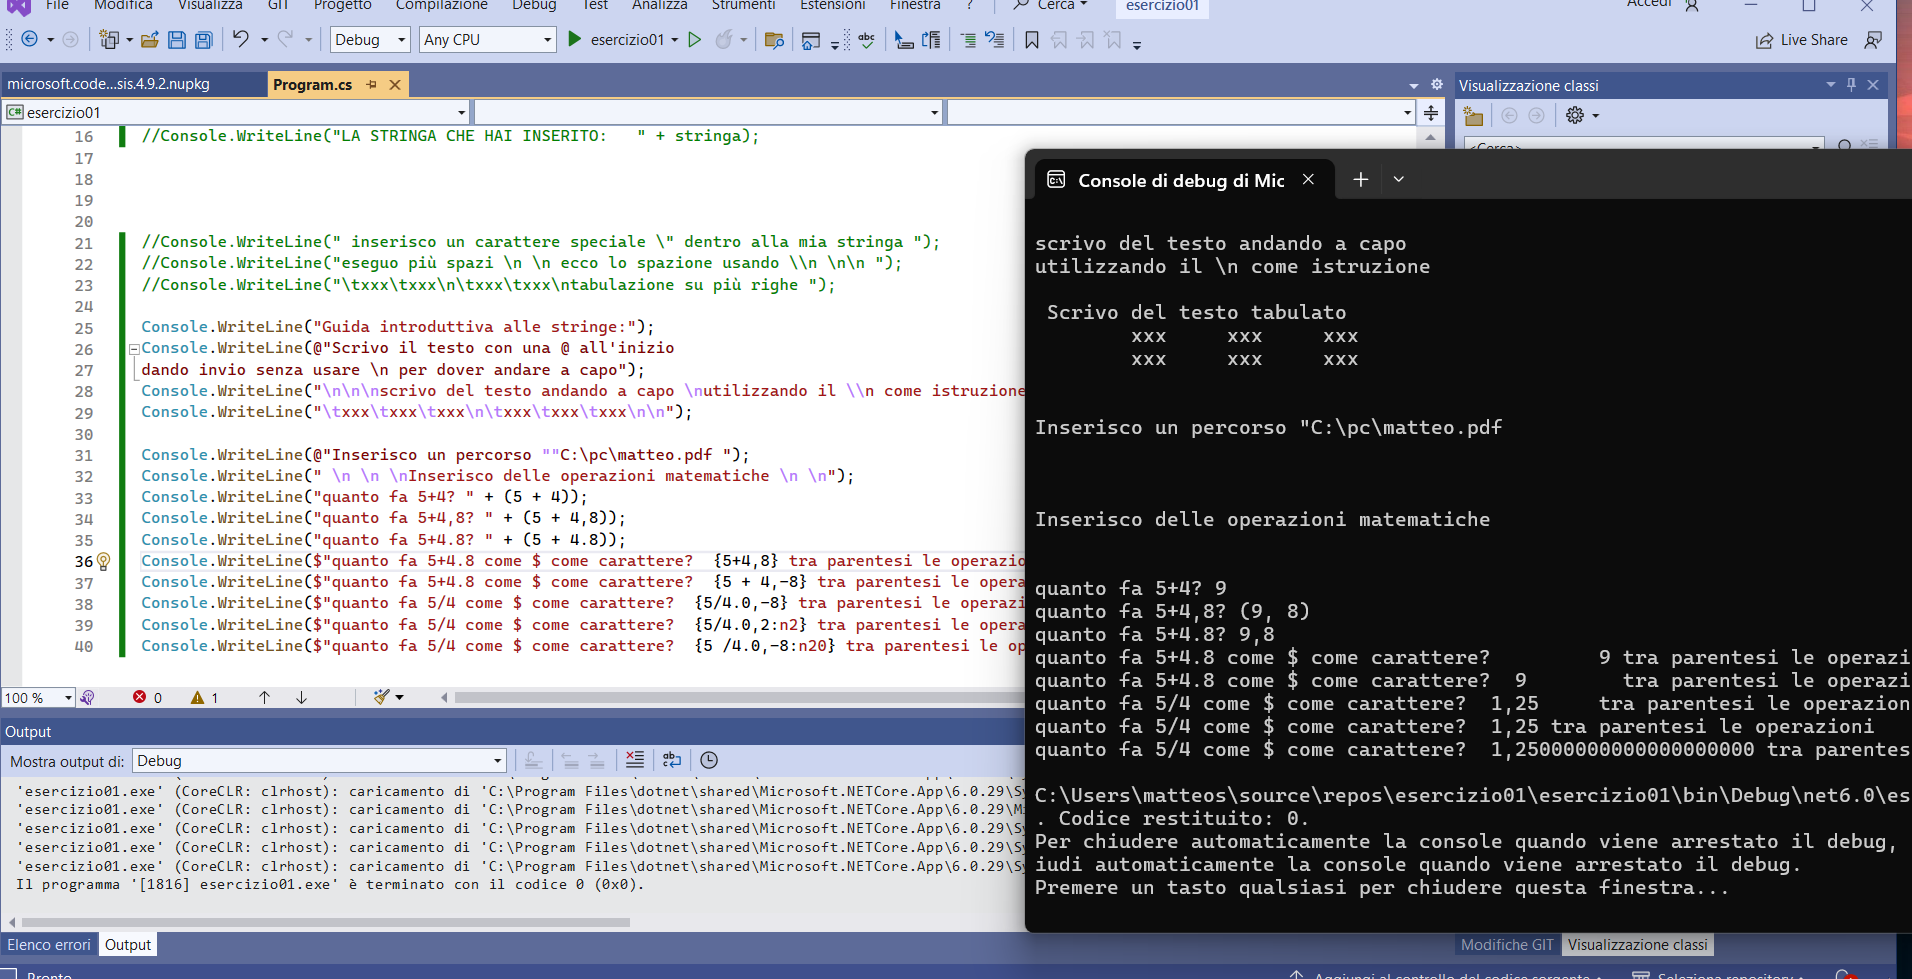 File Modifica Visualizza GIT Progetto Compilazione Debug Test Analizza Strumenti Estensioni Finestra ? Cerca esercizio01 Accedi
Debug Any CPU esercizio01 Live Share
microsoft.code...sis.4.9.2.nupkg Program.cs Visualizzazione classi
esercizio01
<Cerca>
16 //Console.WriteLine("LA STRINGA CHE HAI INSERITO:   " + stringa);
17
18
19
20
21 //Console.WriteLine(" inserisco un carattere speciale \" dentro alla mia stringa ");
22 //Console.WriteLine("eseguo più spazi \n \n ecco lo spazione usando \\n \n\n ");
23 //Console.WriteLine("\txxx\txxx\n\txxx\txxx\ntabulazione su più righe ");
24
25 Console.WriteLine("Guida introduttiva alle stringe:");
26 Console.WriteLine(@"Scrivo il testo con una @ all'inizio
27 dando invio senza usare \n per dover andare a capo");
28 Console.WriteLine("\n\n\nscrivo del testo andando a capo \nutilizzando il \\n come istruzione
29 Console.WriteLine("\txxx\txxx\txxx\n\txxx\txxx\txxx\n\n");
30
31 Console.WriteLine(@"Inserisco un percorso ""C:\pc\matteo.pdf ");
32 Console.WriteLine(" \n \n \nInserisco delle operazioni matematiche \n \n");
33 Console.WriteLine("quanto fa 5+4? " + (5 + 4));
34 Console.WriteLine("quanto fa 5+4,8? " + (5 + 4,8));
35 Console.WriteLine("quanto fa 5+4.8? " + (5 + 4.8));
36 Console.WriteLine($"quanto fa 5+4.8 come $ come carattere?  {5+4,8} tra parentesi le operazio
37 Console.WriteLine($"quanto fa 5+4.8 come $ come carattere?  {5 + 4,-8} tra parentesi le opera
38 Console.WriteLine($"quanto fa 5/4 come $ come carattere?  {5/4.0,-8} tra parentesi le operazi
39 Console.WriteLine($"quanto fa 5/4 come $ come carattere?  {5/4.0,2:n2} tra parentesi le opera
40 Console.WriteLine($"quanto fa 5/4 come $ come carattere?  {5 /4.0,-8:n20} tra parentesi le op
100 % 0 1
Output
Mostra output di: Debug
'esercizio01.exe' (CoreCLR: clrhost): caricamento di 'C:\Program Files\dotnet\shared\Microsoft.NETCore.App\6.0.29\Sy
'esercizio01.exe' (CoreCLR: clrhost): caricamento di 'C:\Program Files\dotnet\shared\Microsoft.NETCore.App\6.0.29\Mi
'esercizio01.exe' (CoreCLR: clrhost): caricamento di 'C:\Program Files\dotnet\shared\Microsoft.NETCore.App\6.0.29\Sy
'esercizio01.exe' (CoreCLR: clrhost): caricamento di 'C:\Program Files\dotnet\shared\Microsoft.NETCore.App\6.0.29\Sy
'esercizio01.exe' (CoreCLR: clrhost): caricamento di 'C:\Program Files\dotnet\shared\Microsoft.NETCore.App\6.0.29\Sy
Il programma '[1816] esercizio01.exe' è terminato con il codice 0 (0x0).
Elenco errori Output
Pronto
Console di debug di Mic
scrivo del testo andando a capo
utilizzando il \n come istruzione
Scrivo del testo tabulato
xxx xxx xxx
xxx xxx xxx
Inserisco un percorso "C:\pc\matteo.pdf
Inserisco delle operazioni matematiche
quanto fa 5+4? 9
quanto fa 5+4,8? (9, 8)
quanto fa 5+4.8? 9,8
quanto fa 5+4.8 come $ come carattere?         9 tra parentesi le operazi
quanto fa 5+4.8 come $ come carattere?  9        tra parentesi le operazi
quanto fa 5/4 come $ come carattere?  1,25     tra parentesi le operazion
quanto fa 5/4 come $ come carattere?  1,25 tra parentesi le operazioni
quanto fa 5/4 come $ come carattere?  1,25000000000000000000 tra parentes
C:\Users\matteos\source\repos\esercizio01\esercizio01\bin\Debug\net6.0\es
. Codice restituito: 0.
Per chiudere automaticamente la console quando viene arrestato il debug,
iudi automaticamente la console quando viene arrestato il debug.
Premere un tasto qualsiasi per chiudere questa finestra...
Modifiche GIT Visualizzazione classi
Aggiungi al controllo del codice sorgente Seleziona repository